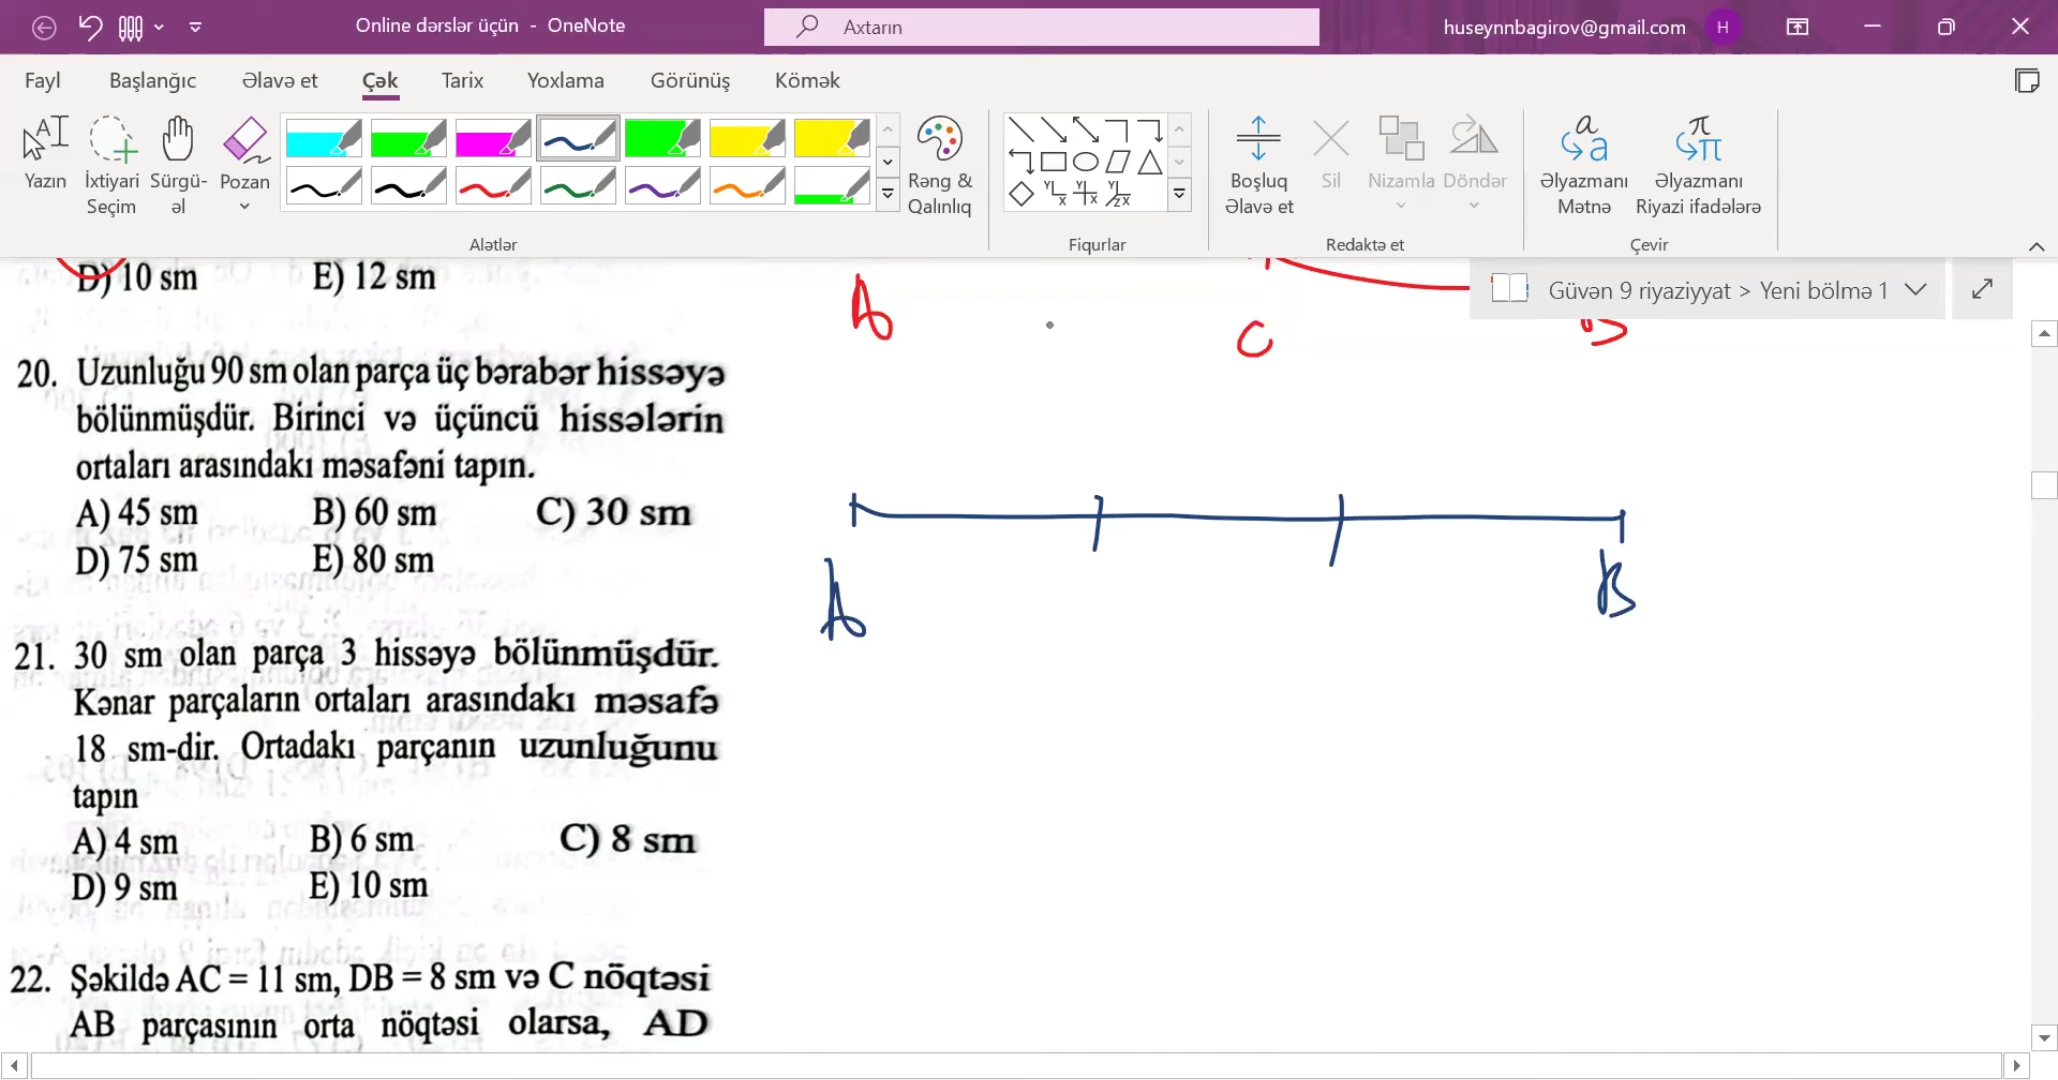 Online dərslər üçün - OneNote
Axtarın
huseynnbagirov@gmail.com
H
Fayl Başlanğıc Əlavə et Çək Tarix Yoxlama Görünüş Kömək
Yazın
İxtiyari Seçim
Sürgü-əl
Pozan
Rəng & Qalınlıq
Boşluq Əlavə et
Sil
Nizamla
Döndər
Əlyazmanı Mətnə
Əlyazmanı Riyazi ifadələrə
Alətlər
Fiqurlar
Redaktə et
Çevir
Güvən 9 riyaziyyat > Yeni bölmə 1
D) 10 sm E) 12 sm
A
C
B
20. Uzunluğu 90 sm olan parça üç bərabər hissəyə
bölünmüşdür. Birinci və üçüncü hissələrin
ortaları arasındakı məsafəni tapın.
A) 45 sm B) 60 sm C) 30 sm
D) 75 sm E) 80 sm
A
B
21. 30 sm olan parça 3 hissəyə bölünmüşdür.
Kənar parçaların ortaları arasındakı məsafə
18 sm-dir. Ortadakı parçanın uzunluğunu
tapın
A) 4 sm B) 6 sm C) 8 sm
D) 9 sm E) 10 sm
22. Şəkildə AC = 11 sm, DB = 8 sm və C nöqtəsi
AB parçasının orta nöqtəsi olarsa, AD